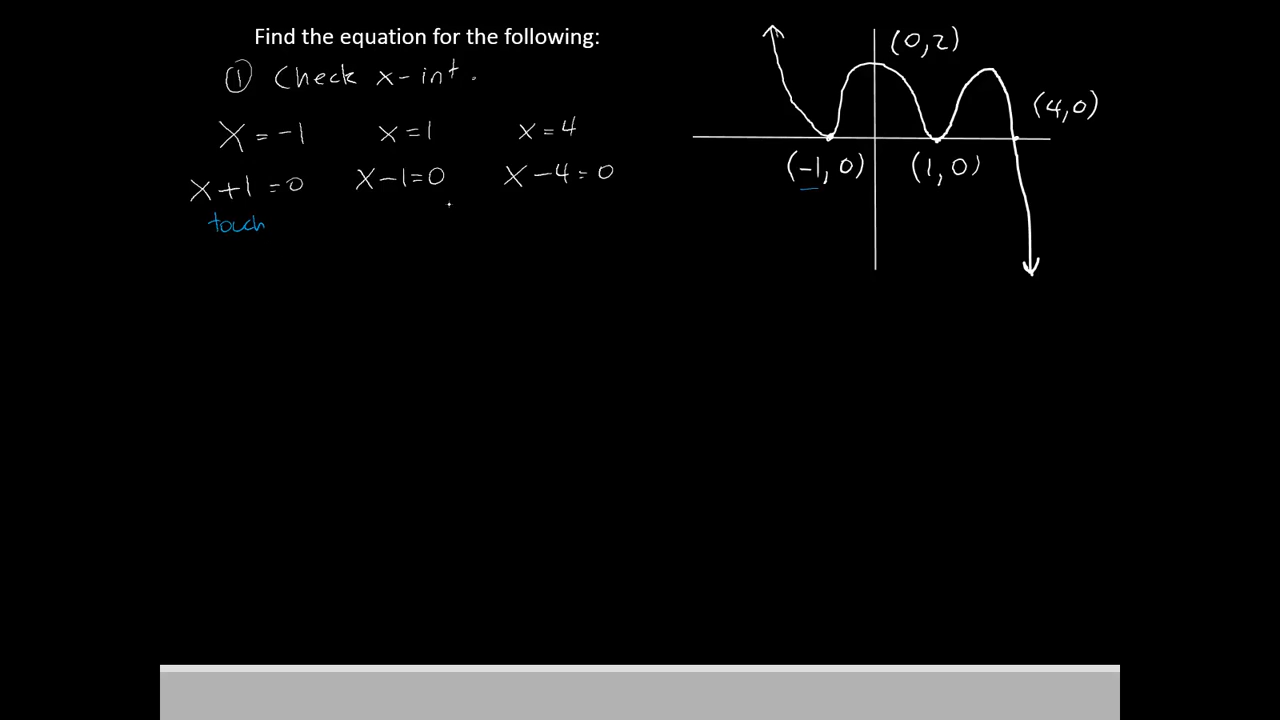 Find the equation for the following:
① Check x-int.
x = -1 x = 1 x = 4
x + 1 = 0 x - 1 = 0 x - 4 = 0
touch
(0, 2)
(4, 0)
(-1, 0) (1, 0)